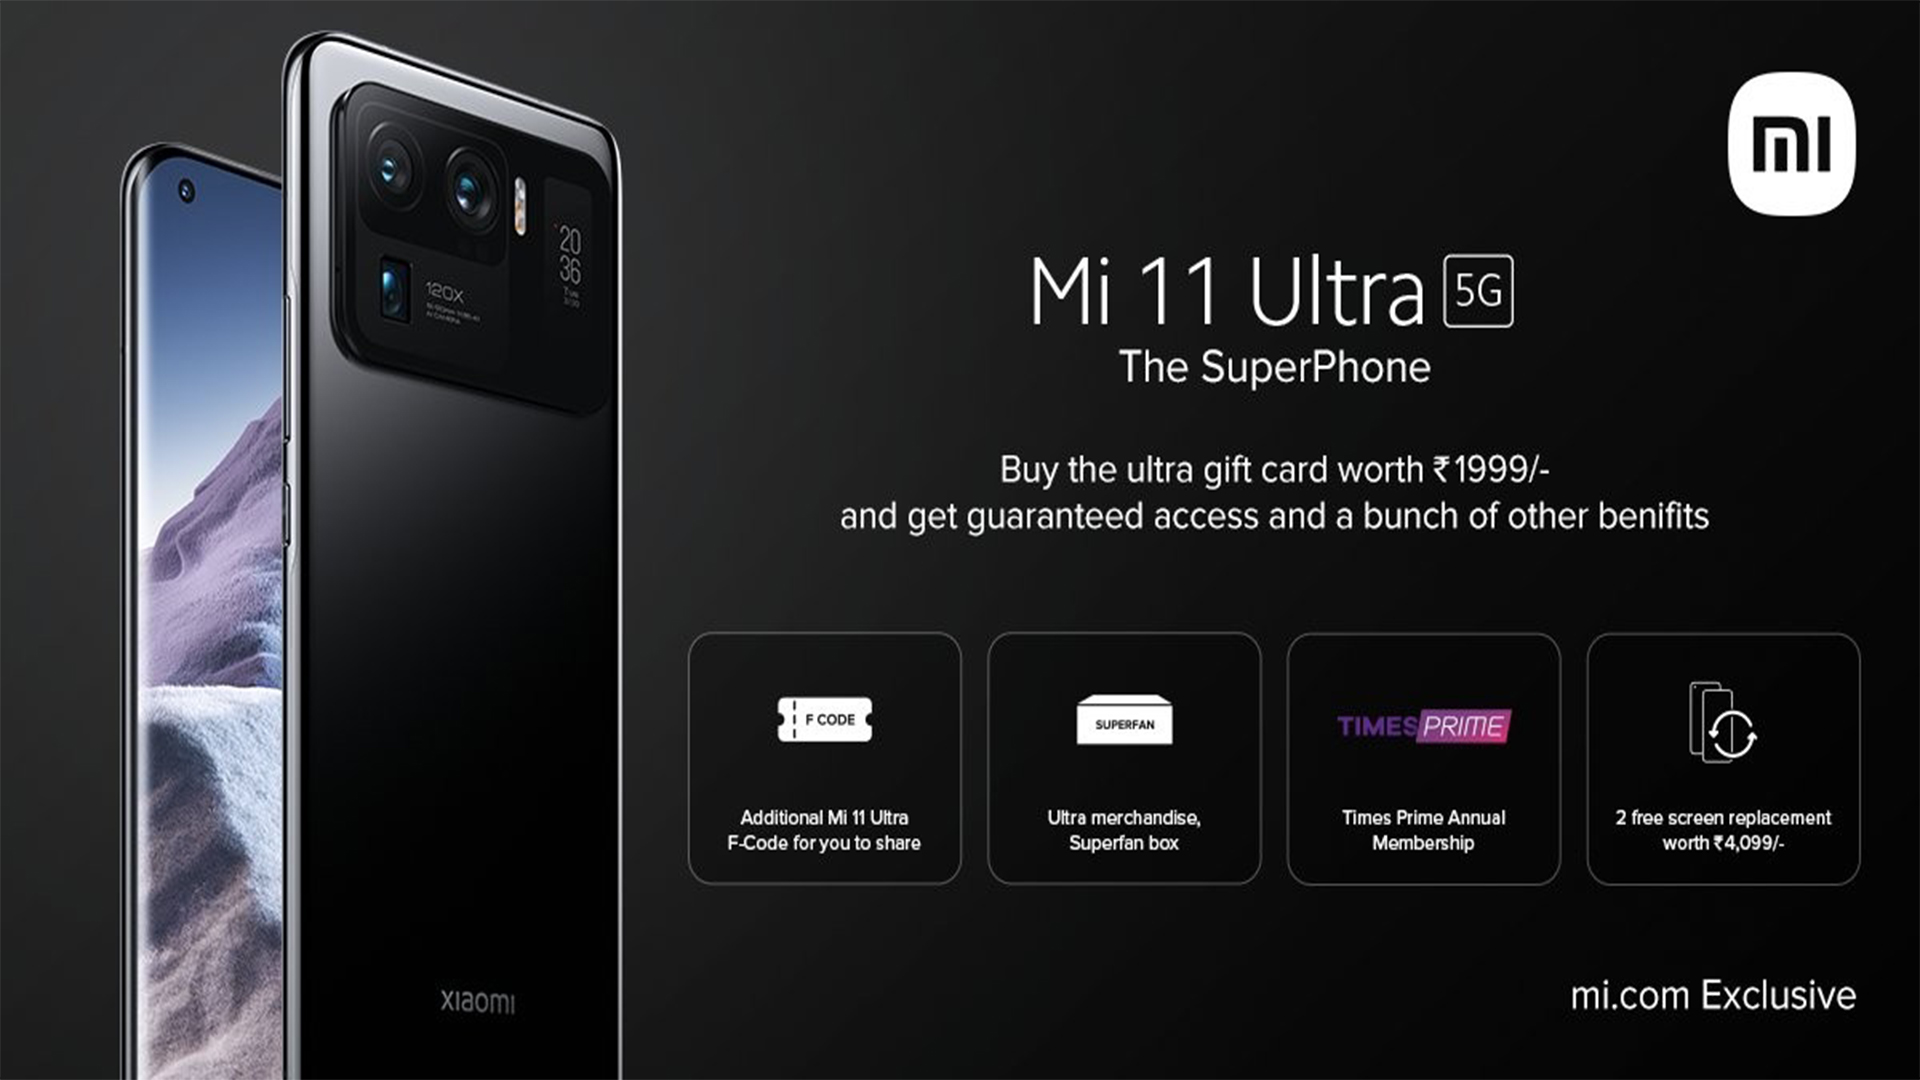 mi
Mi 11 Ultra 5G
The SuperPhone
Buy the ultra gift card worth ₹1999/-
and get guaranteed access and a bunch of other benifits
F CODE
Additional Mi 11 Ultra
F-Code for you to share
SUPERFAN
Ultra merchandise,
Superfan box
TIMES PRIME
Times Prime Annual
Membership
2 free screen replacement
worth ₹4,099/-
mi.com Exclusive
20
36
120X
xiaomi